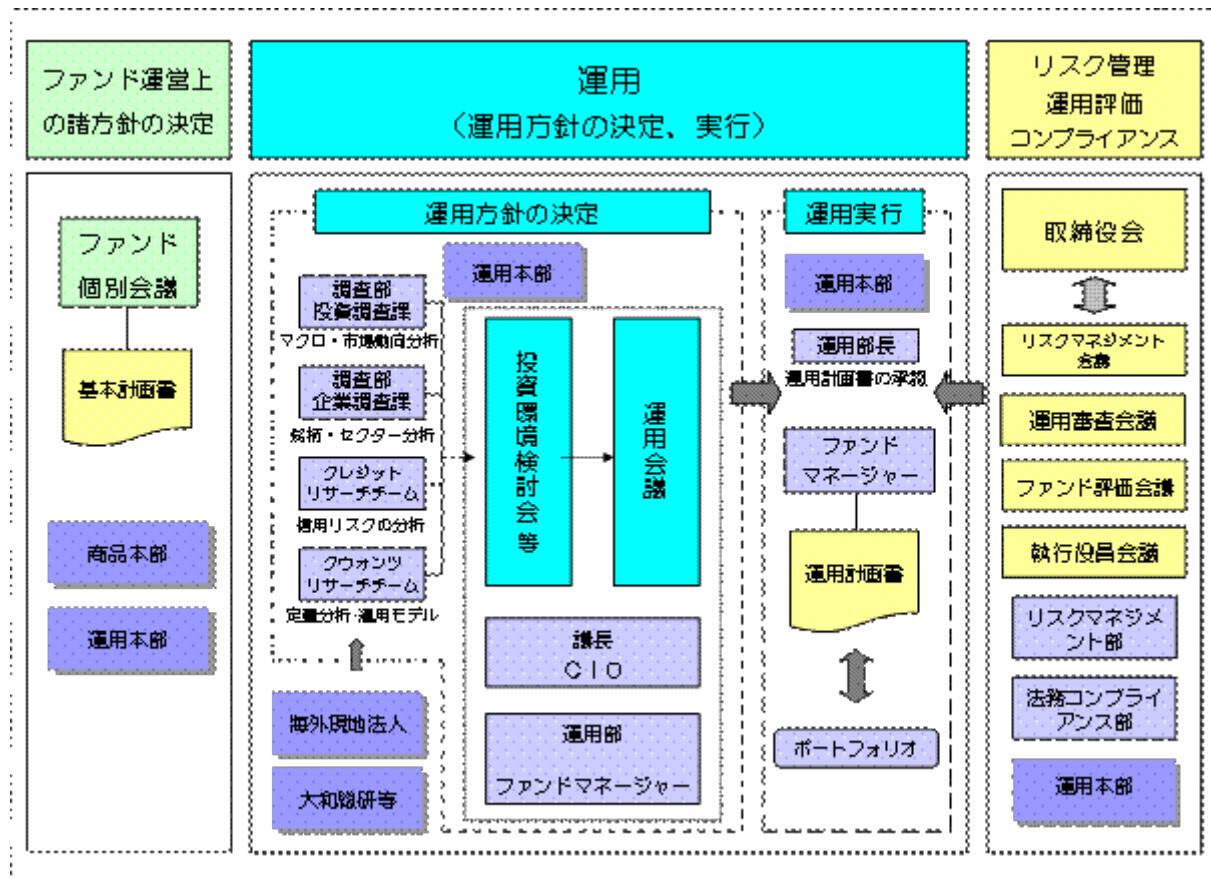 ファンド運営上
の諸方針の決定
ファンド
個別会議
基本計画書
商品本部
運用本部
運用
（運用方針の決定、実行）
運用方針の決定
運用本部
調査部
投資調査課
マクロ・市場動向分析
調査部
企業調査課
銘柄・セクター分析
クレジット
リサーチチーム
信用リスクの分析
クウォンツ
リサーチチーム
定量分析・運用モデル
海外現地法人
大和総研等
投資環境検討会 等
運用会議
議長
ＣＩＯ
運用部
ファンドマネージャー
運用実行
運用本部
運用部長
運用計画書の承認
ファンド
マネージャー
運用計画書
ポートフォリオ
リスク管理
運用評価
コンプライアンス
取締役会
リスクマネジメント
会議
運用審査会議
ファンド評価会議
執行役員会議
リスクマネジメ
ント部
法務コンプライ
アンス部
運用本部